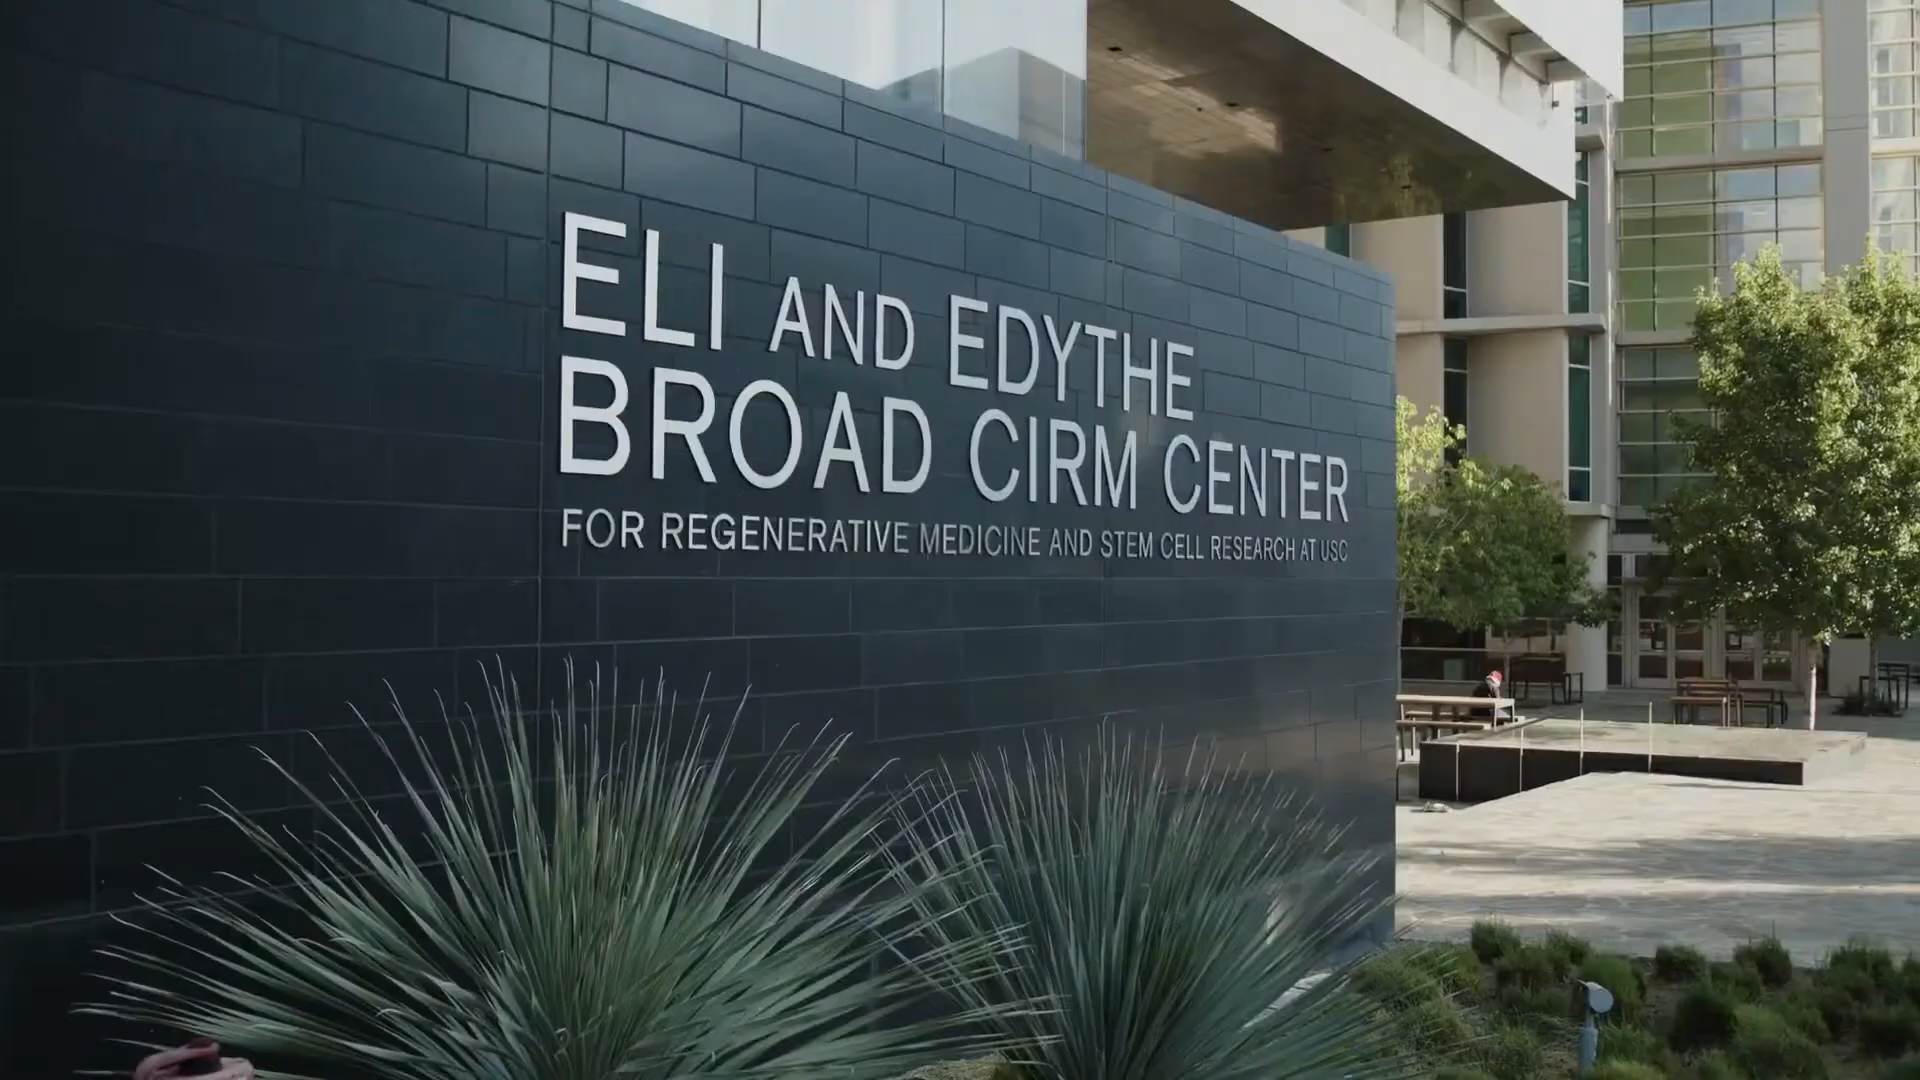 ELI AND EDYTHE
BROAD CIRM CENTER
FOR REGENERATIVE MEDICINE AND STEM CELL RESEARCH AT USC